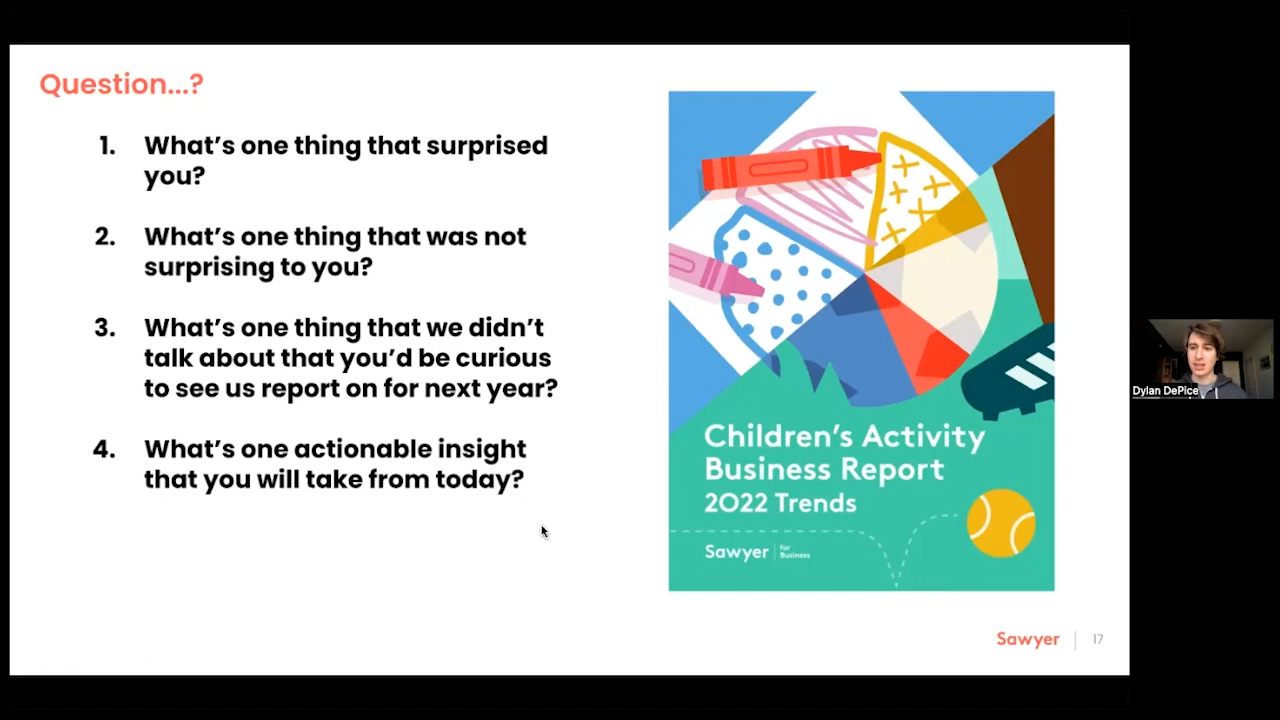 Question...?
1. What's one thing that surprised
you?
2. What's one thing that was not
surprising to you?
3. What's one thing that we didn't
talk about that you'd be curious
to see us report on for next year?
4. What's one actionable insight
that you will take from today?
Children's Activity
Business Report
2022 Trends
Sawyer | for Business
Sawyer | 17
Dylan DePice